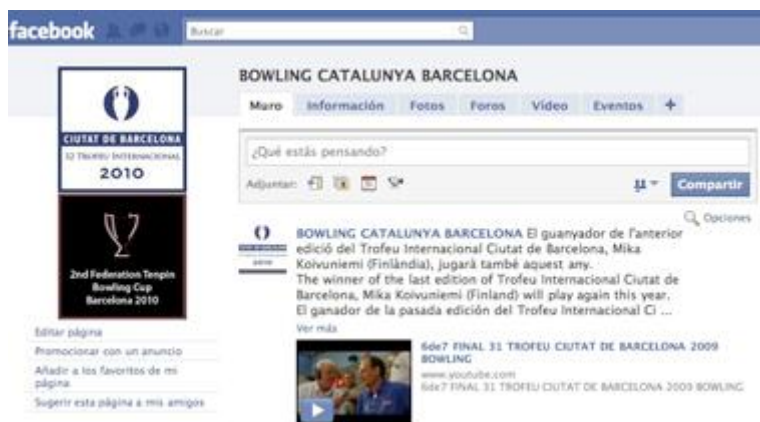 facebook
Buscar
CIUTAT DE BARCELONA
32 TROFEU INTERNACIONAL
2010
2nd Federation Tenpin
Bowling Cup
Barcelona 2010
Editar página
Promocionar con un anuncio
Añadir a los favoritos de mi
página
Sugerir esta página a mis amigos
BOWLING CATALUNYA BARCELONA
Muro Información Fotos Foros Vídeo Eventos +
¿Qué estás pensando?
Adjuntar:
Compartir
Opciones
BOWLING CATALUNYA BARCELONA El guanyador de l'anterior
edició del Trofeu Internacional Ciutat de Barcelona, Mika
Koivuniemi (Finlàndia), jugarà també aquest any.
The winner of the last edition of Trofeu Internacional Ciutat de
Barcelona, Mika Koivuniemi (Finland) will play again this year.
El ganador de la pasada edición del Trofeu Internacional Ci ...
Ver más
6de7 FINAL 31 TROFEU CIUTAT DE BARCELONA 2009
BOWLING
www.youtube.com
6de7 FINAL 31 TROFEU CIUTAT DE BARCELONA 2009 BOWLING